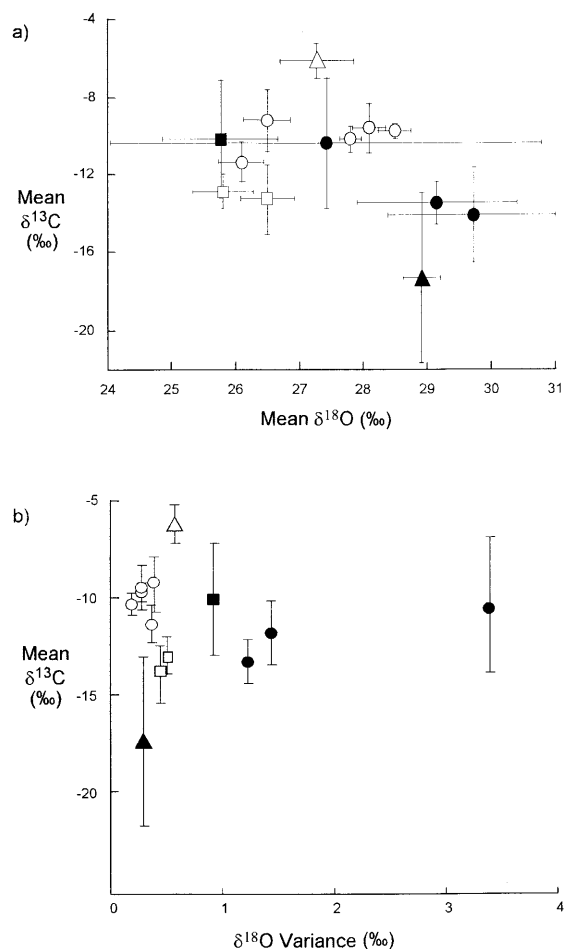 a)
-4
-8
-12
-16
-20
Mean
δ¹³C
(‰)
24 25 26 27 28 29 30 31
Mean δ¹⁸O (‰)
b)
-5
-10
-15
-20
Mean
δ¹³C
(‰)
0 1 2 3 4
δ¹⁸O Variance (‰)